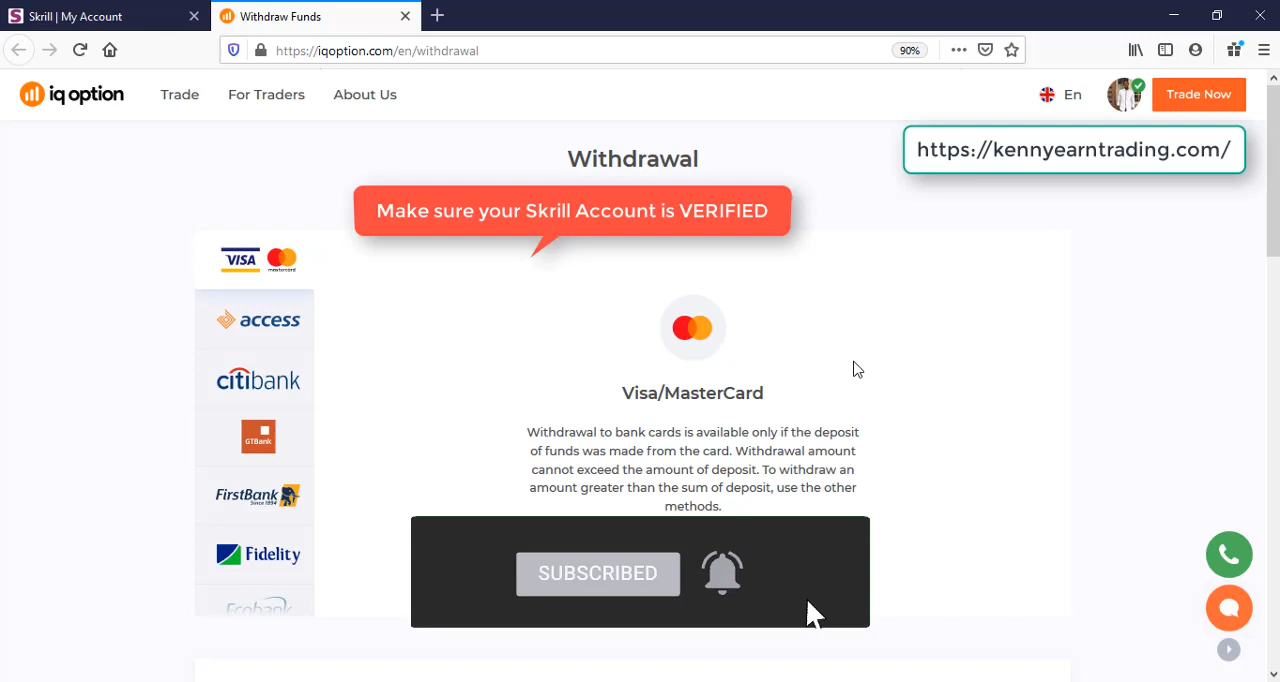 Skrill | My Account
Withdraw Funds
https://iqoption.com/en/withdrawal
90%
iq option
Trade
For Traders
About Us
En
Trade Now
https://kennyearntrading.com/
Withdrawal
Make sure your Skrill Account is VERIFIED
VISA
mastercard
access
citibank
GTBank
FirstBank
Since 1894
Fidelity
Ecobank
Visa/MasterCard
Withdrawal to bank cards is available only if the deposit
of funds was made from the card. Withdrawal amount
cannot exceed the amount of deposit. To withdraw an
amount greater than the sum of deposit, use the other
methods.
SUBSCRIBED